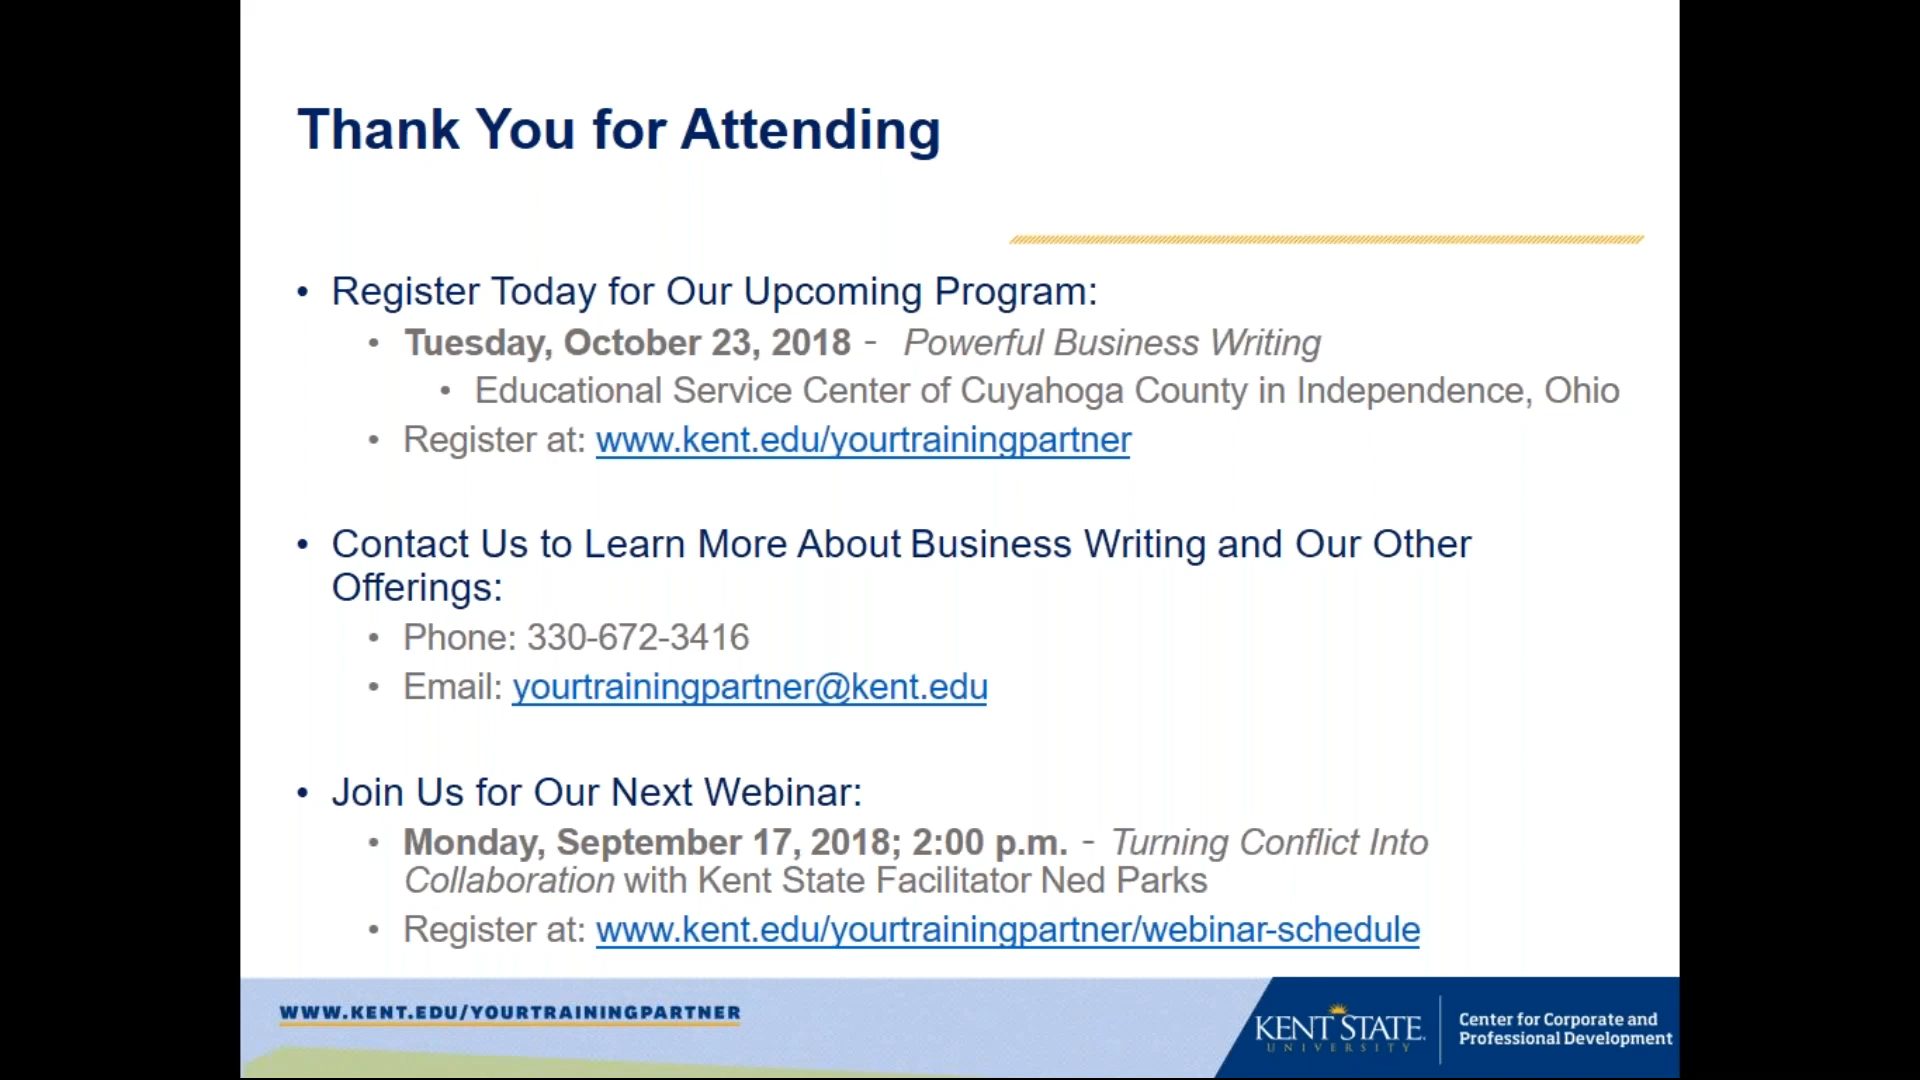 Thank You for Attending
• Register Today for Our Upcoming Program:
• Tuesday, October 23, 2018 - Powerful Business Writing
• Educational Service Center of Cuyahoga County in Independence, Ohio
• Register at: www.kent.edu/yourtrainingpartner
• Contact Us to Learn More About Business Writing and Our Other
Offerings:
• Phone: 330-672-3416
• Email: yourtrainingpartner@kent.edu
• Join Us for Our Next Webinar:
• Monday, September 17, 2018; 2:00 p.m. - Turning Conflict Into
Collaboration with Kent State Facilitator Ned Parks
• Register at: www.kent.edu/yourtrainingpartner/webinar-schedule
WWW.KENT.EDU/YOURTRAININGPARTNER
KENT STATE
UNIVERSITY
Center for Corporate and
Professional Development